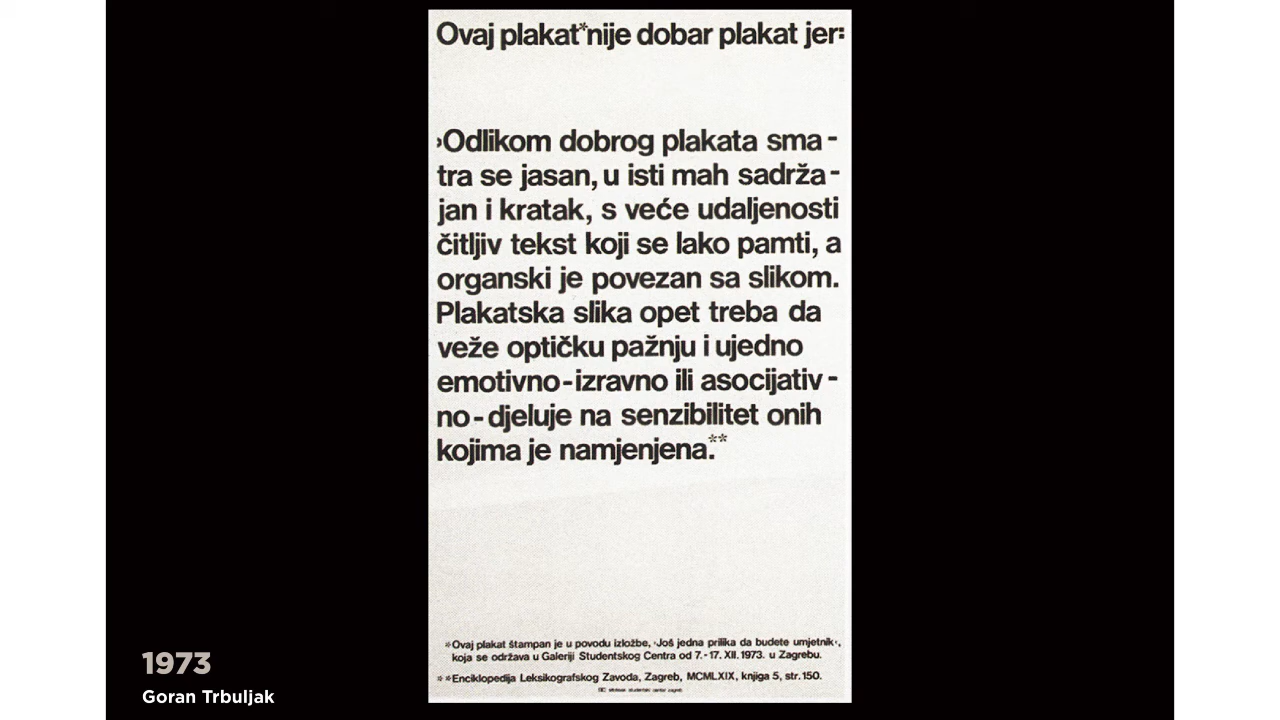 Ovaj plakat*nije dobar plakat jer:
›Odlikom dobrog plakata sma-
tra se jasan, u isti mah sadrža-
jan i kratak, s veće udaljenosti
čitljiv tekst koji se lako pamti, a
organski je povezan sa slikom.
Plakatska slika opet treba da
veže optičku pažnju i ujedno
emotivno-izravno ili asocijativ-
no-djeluje na senzibilitet onih
kojima je namjenjena.**
*Ovaj plakat štampan je u povodu izložbe, ›Još jedna prilika da budete umjetnik‹,
koja se održava u Galeriji Studentskog Centra od 7.-17. XII. 1973. u Zagrebu.
**Enciklopedija Leksikografskog Zavoda, Zagreb, MCMLXIX, knjiga 5, str. 150.
studentski centar zagreb
1973
Goran Trbuljak